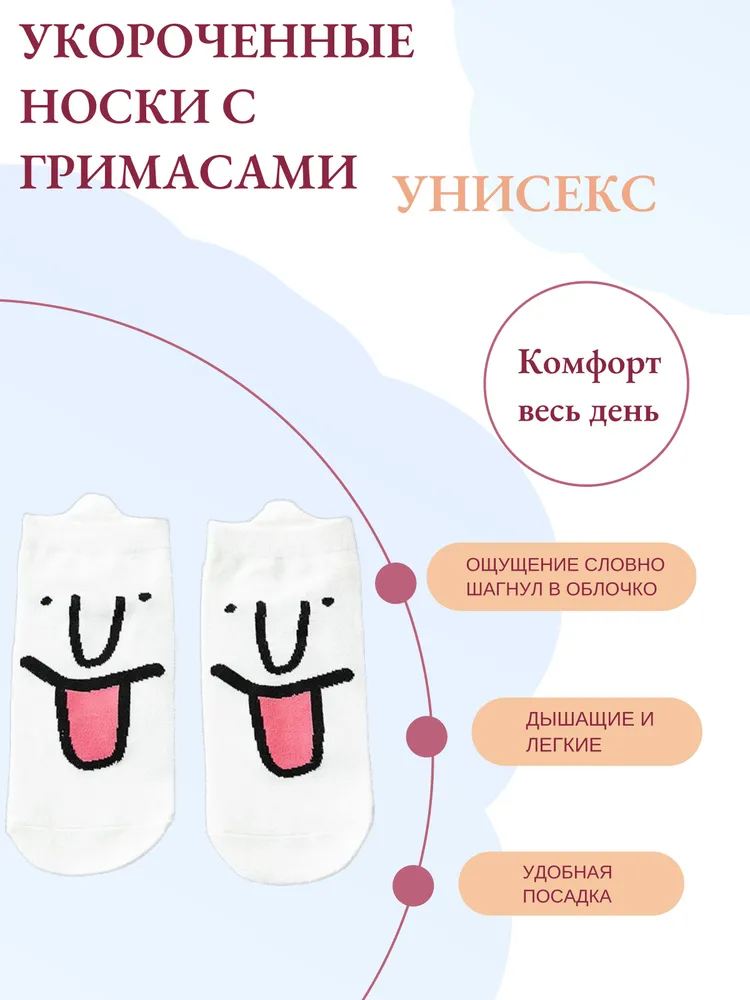 УКОРОЧЕННЫЕ
НОСКИ С
ГРИМАСАМИ
УНИСЕКС
Комфорт
весь день
ОЩУЩЕНИЕ СЛОВНО
ШАГНУЛ В ОБЛОЧКО
ДЫШАЩИЕ И
ЛЕГКИЕ
УДОБНАЯ
ПОСАДКА